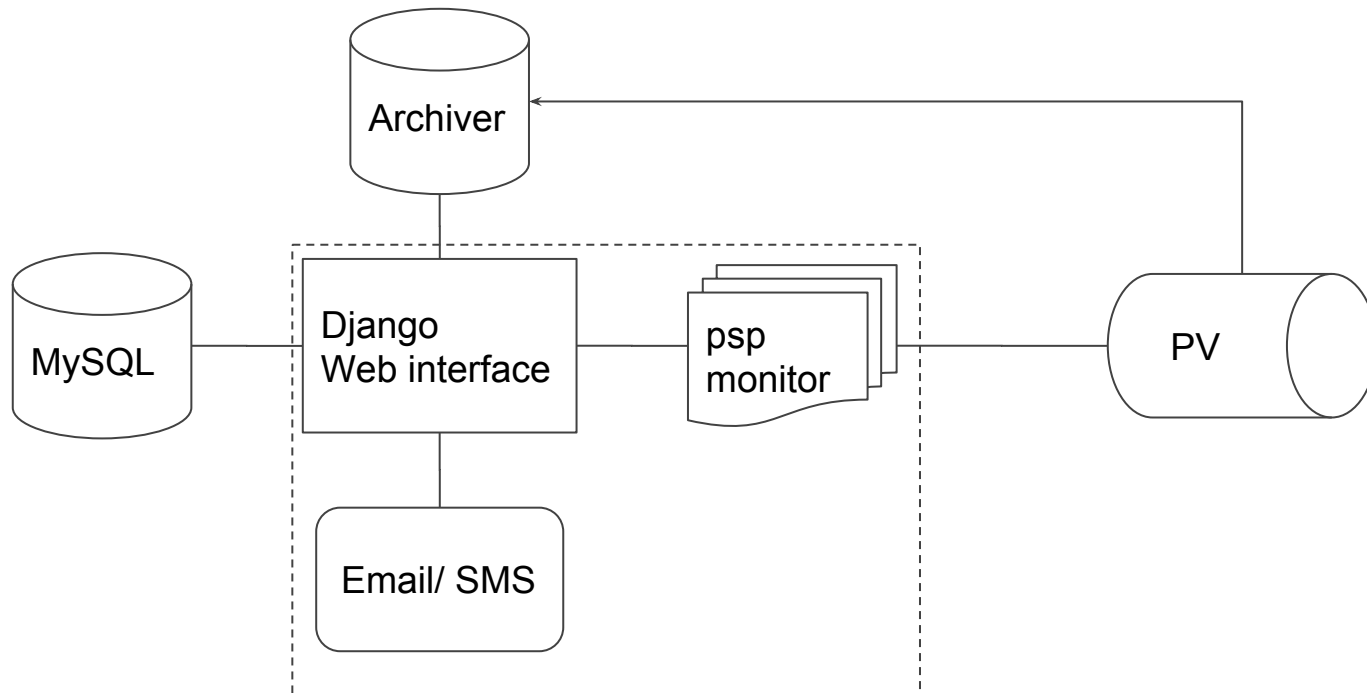 Archiver
MySQL
Django
Web interface
psp
monitor
PV
Email/ SMS